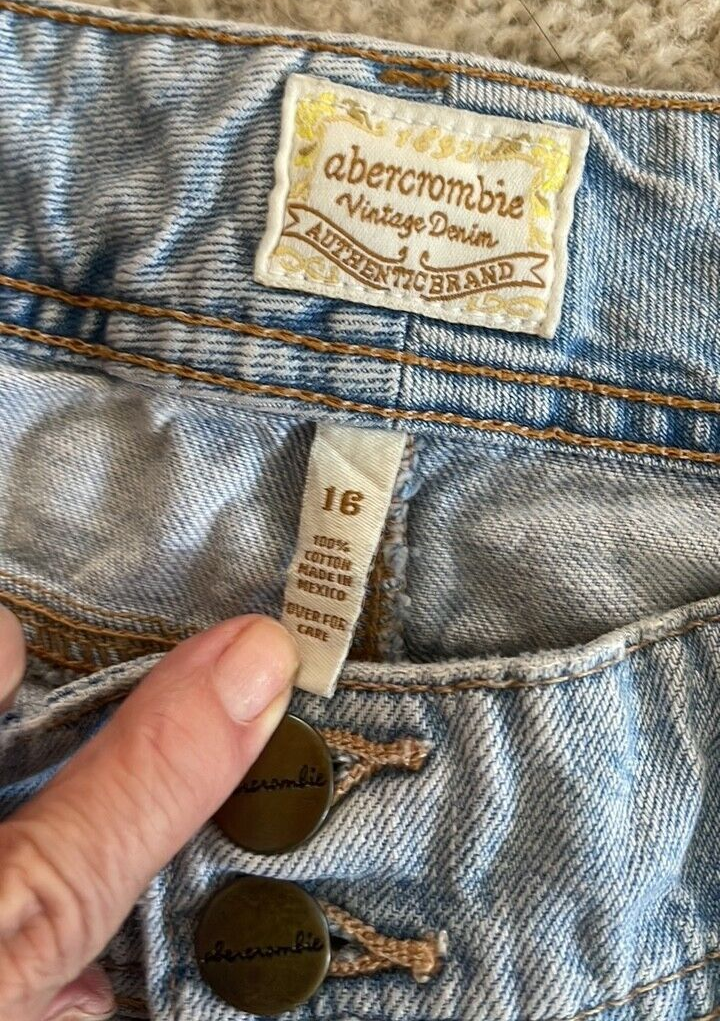 1892
abercrombie
Vintage Denim
AUTHENTIC BRAND
16
100%
COTTON
MADE IN
MEXICO
OVER FOR
CARE
abercrombie
abercrombie